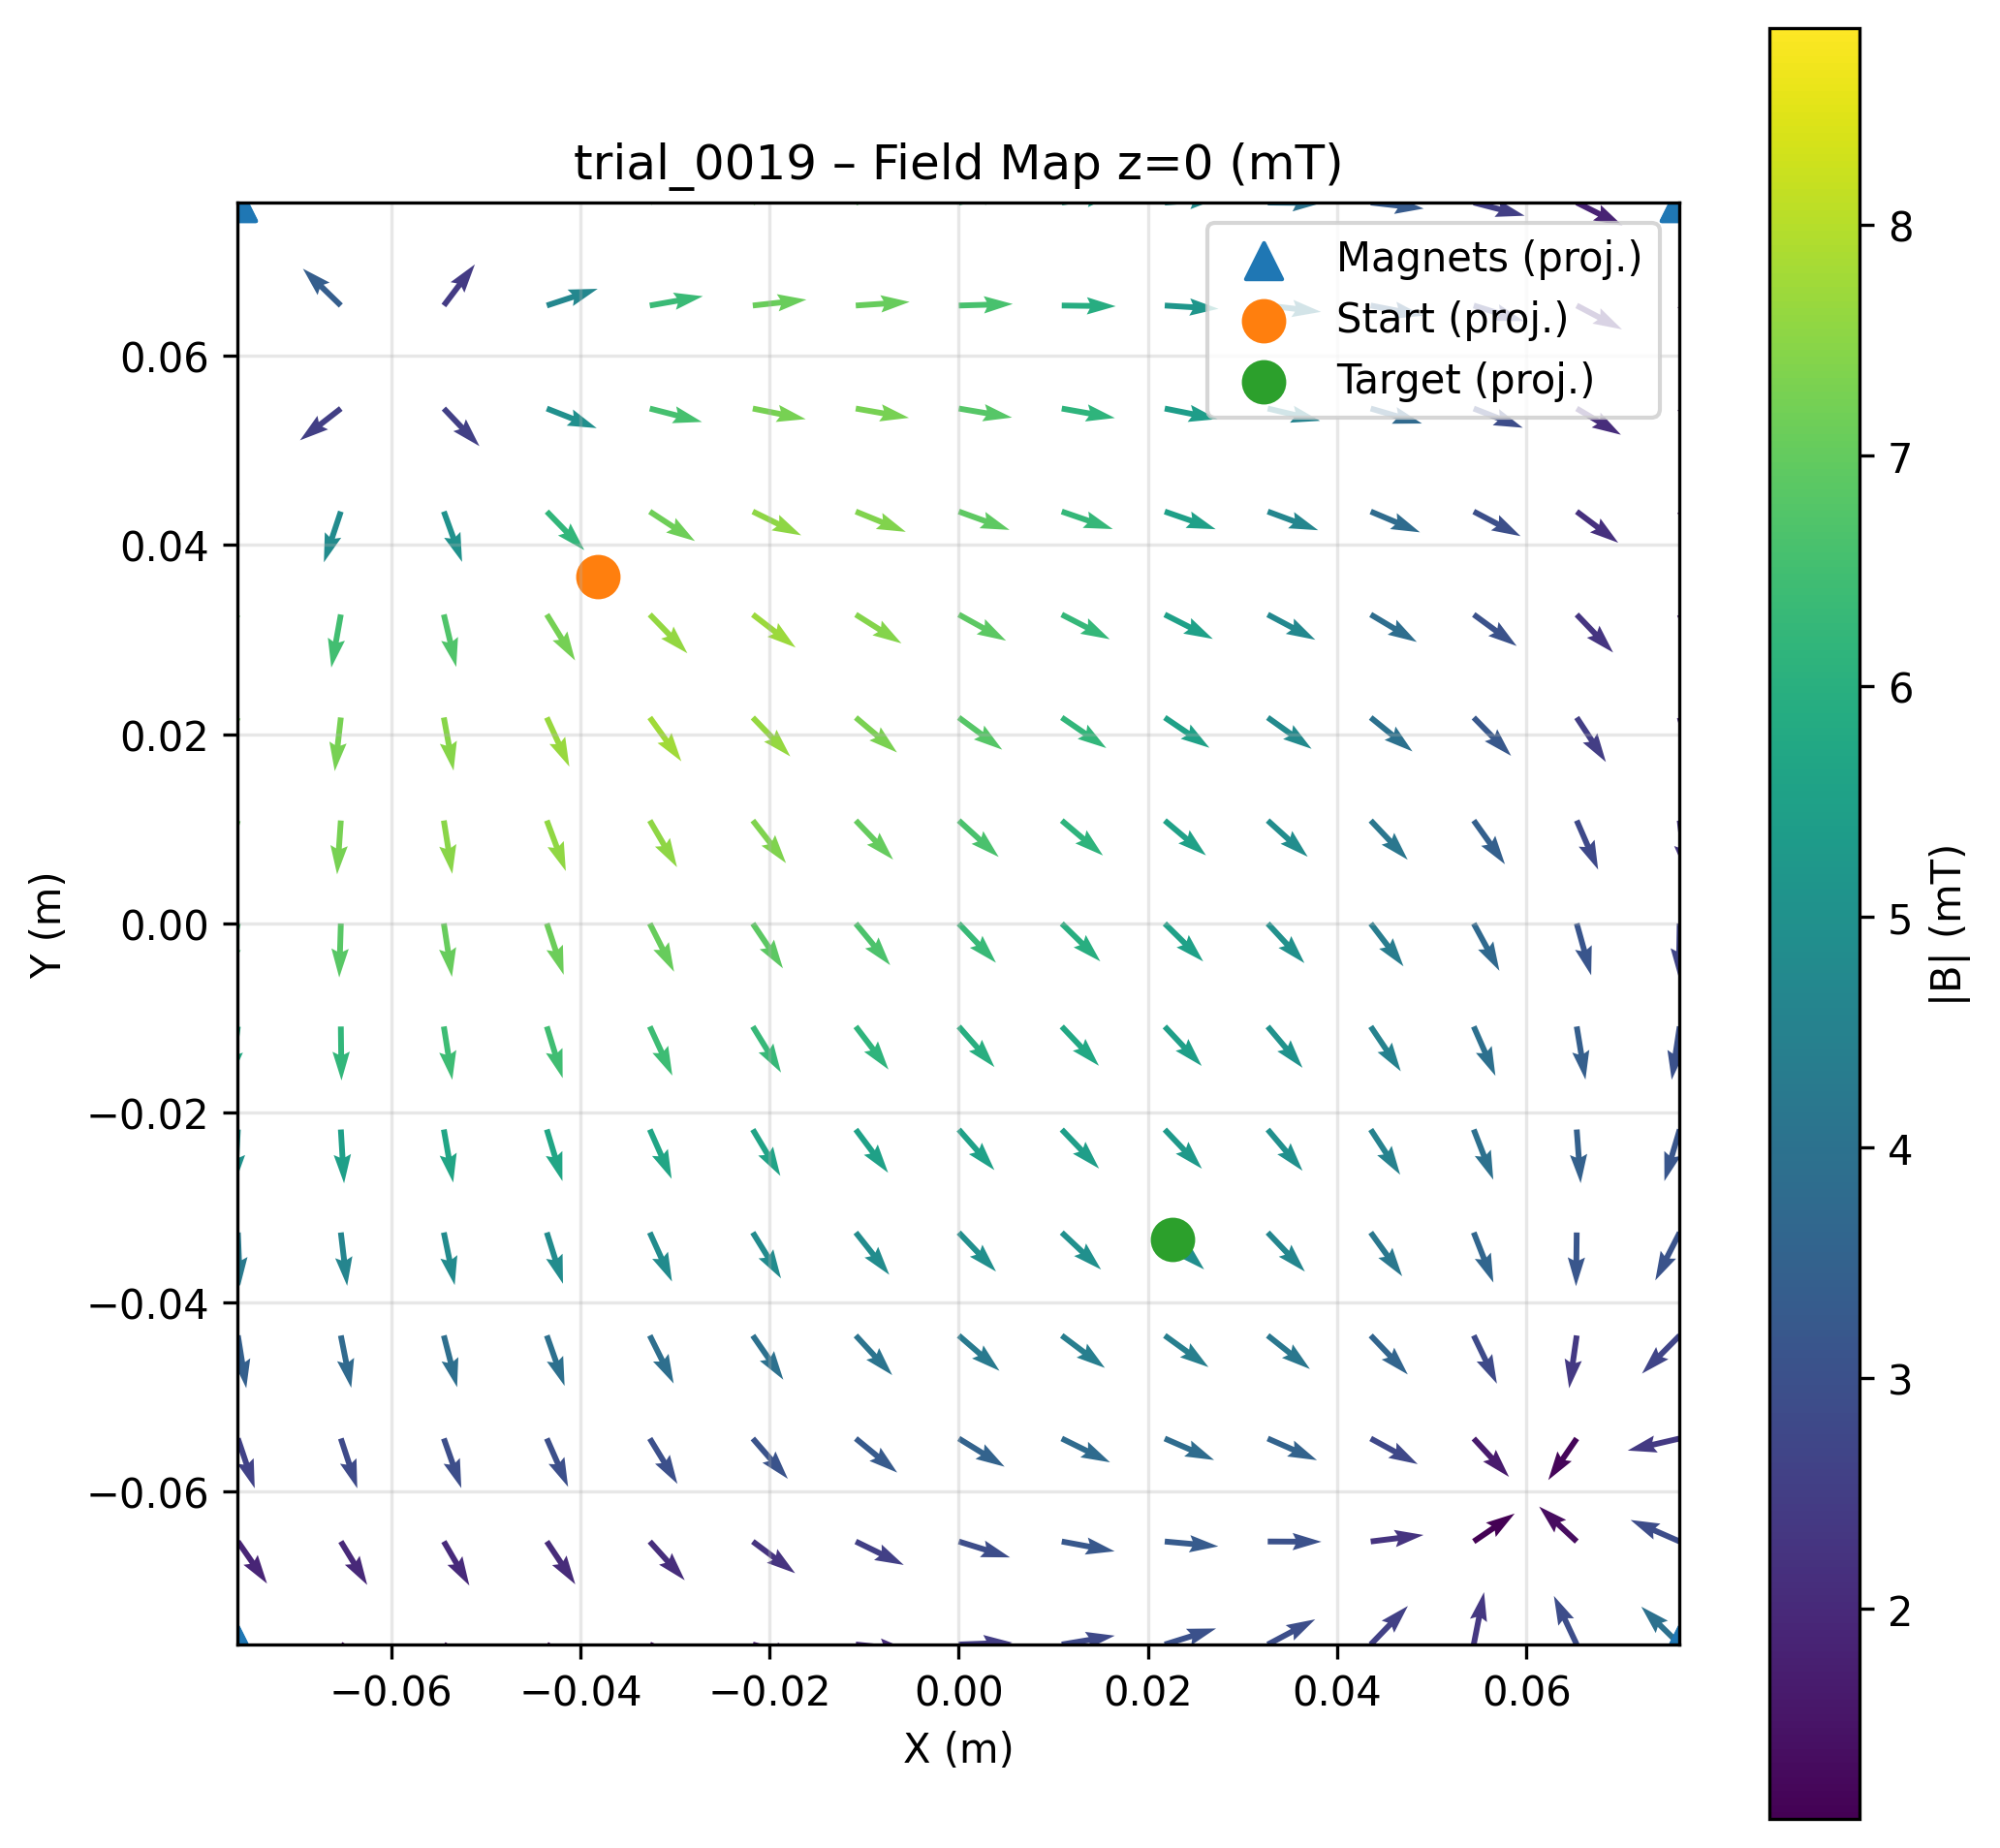 trial_0019 – Field Map z=0 (mT)
Magnets (proj.)
Start (proj.)
Target (proj.)
0.06
0.04
0.02
0.00
−0.02
−0.04
−0.06
Y (m)
−0.06 −0.04 −0.02 0.00 0.02 0.04 0.06
X (m)
8
7
6
5
4
3
2
|B| (mT)